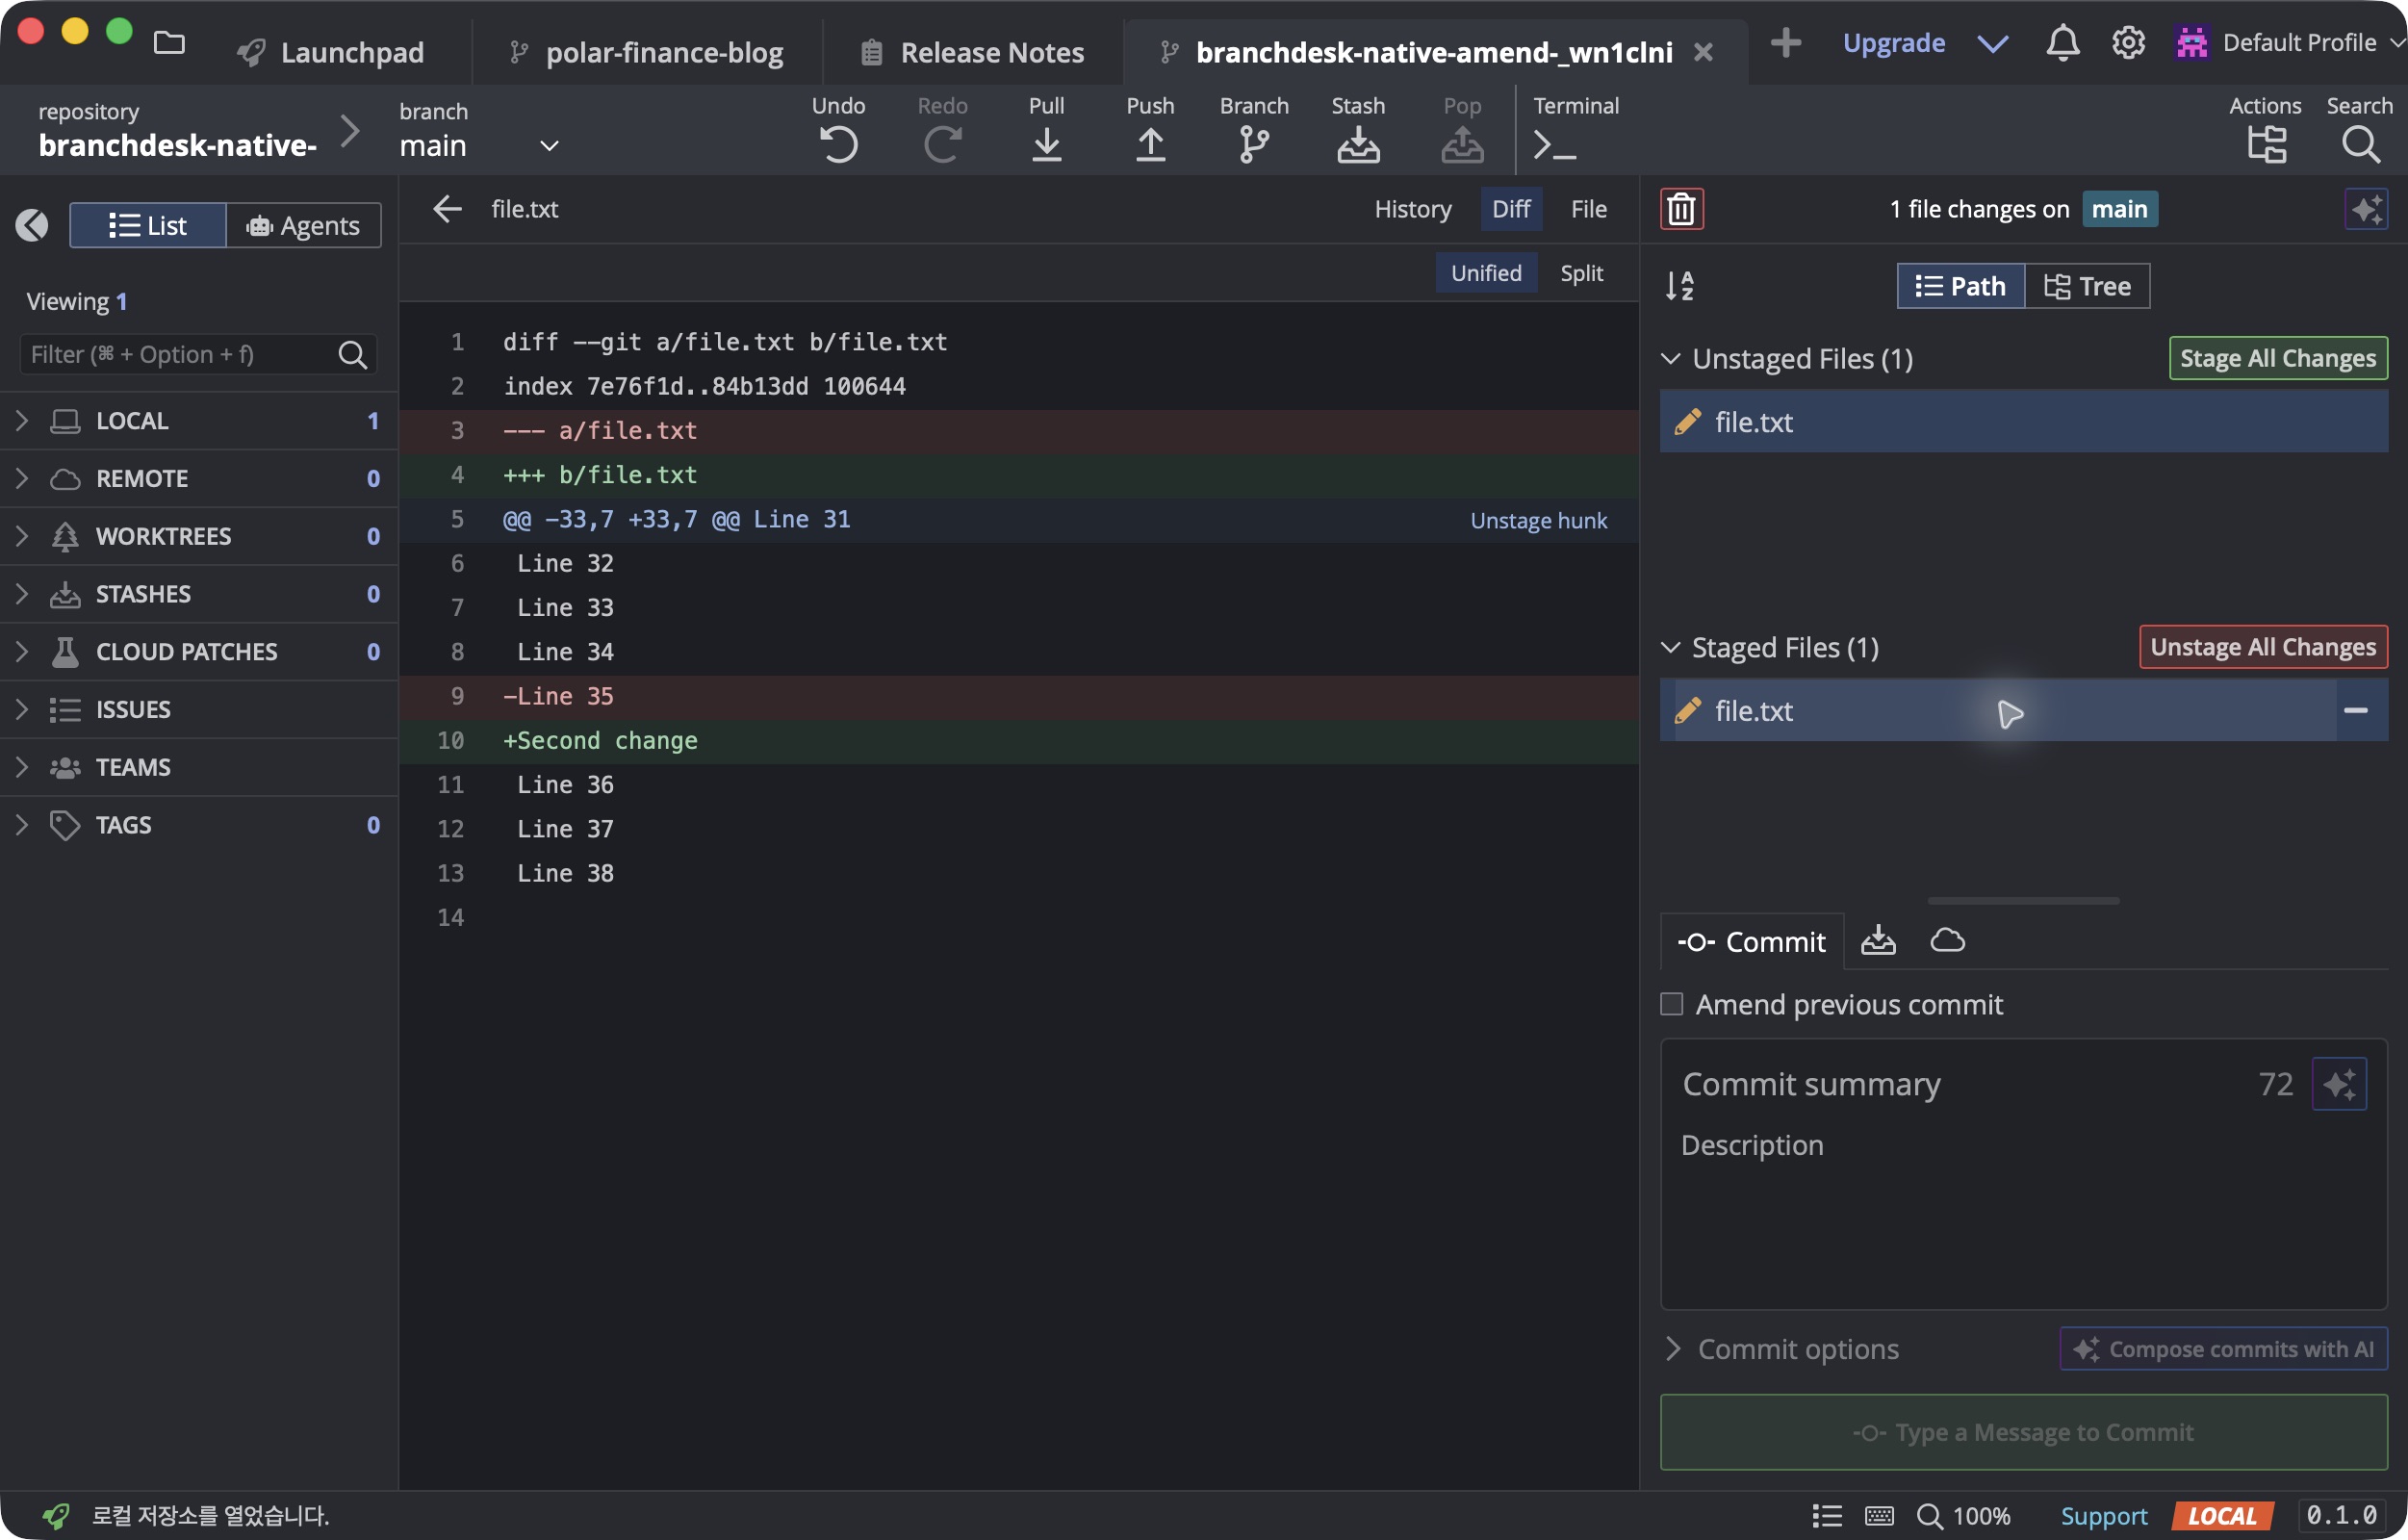 Launchpad
polar-finance-blog
Release Notes
branchdesk-native-amend-_wn1clni
Upgrade
Default Profile
repository
branchdesk-native-
branch
main
Undo
Redo
Pull
Push
Branch
Stash
Pop
Terminal
Actions
Search
List
Agents
Viewing 1
Filter (⌘ + Option + f)
LOCAL 1
REMOTE 0
WORKTREES 0
STASHES 0
CLOUD PATCHES 0
ISSUES
TEAMS
TAGS 0
file.txt
History
Diff
File
Unified
Split
1 diff --git a/file.txt b/file.txt
2 index 7e76f1d..84b13dd 100644
3 --- a/file.txt
4 +++ b/file.txt
5 @@ -33,7 +33,7 @@ Line 31 Unstage hunk
6 Line 32
7 Line 33
8 Line 34
9 -Line 35
10 +Second change
11 Line 36
12 Line 37
13 Line 38
14
1 file changes on main
Path
Tree
Unstaged Files (1)
Stage All Changes
file.txt
Staged Files (1)
Unstage All Changes
file.txt
Commit
Amend previous commit
Commit summary 72
Description
Commit options
Compose commits with AI
Type a Message to Commit
로컬 저장소를 열었습니다.
100%
Support
LOCAL
0.1.0